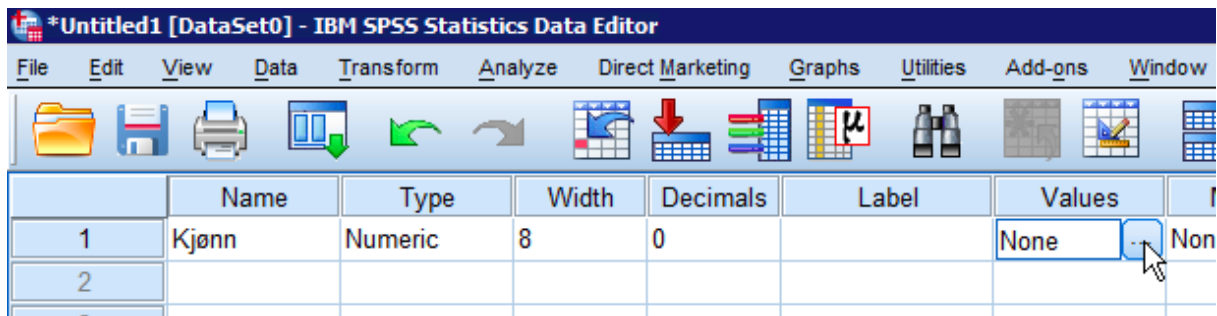 *Untitled1 [DataSet0] - IBM SPSS Statistics Data Editor
File Edit View Data Transform Analyze Direct Marketing Graphs Utilities Add-ons Window
µ
Name Type Width Decimals Label Values
1 Kjønn Numeric 8 0 None ... Non
2